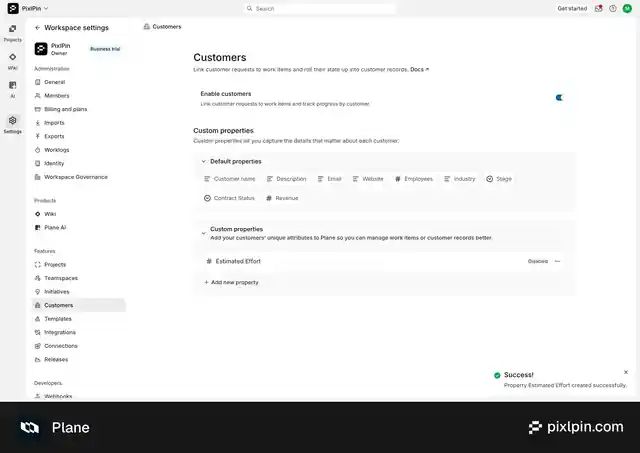 PixlPin
Search
Get started
M
Projects
Wiki
AI
Settings
Workspace settings
PixlPin
Owner
Business trial
Administration
General
Members
Billing and plans
Imports
Exports
Worklogs
Identity
Workspace Governance
Products
Wiki
Plane AI
Features
Projects
Teamspaces
Initiatives
Customers
Templates
Integrations
Connections
Releases
Developers
Webhooks
Customers
Customers
Link customer requests to work items and roll their state up into customer records. Docs ↗
Enable customers
Link customer requests to work items and track progress by customer.
Custom properties
Custom properties let you capture the details that matter about each customer.
Default properties
Customer name Description Email Website # Employees Industry Stage
Contract Status # Revenue
Custom properties
Add your customers' unique attributes to Plane so you can manage work items or customer records better.
# Estimated Effort Disabled ...
+ Add new property
Success!
Property Estimated Effort created successfully.
Plane
pixlpin.com